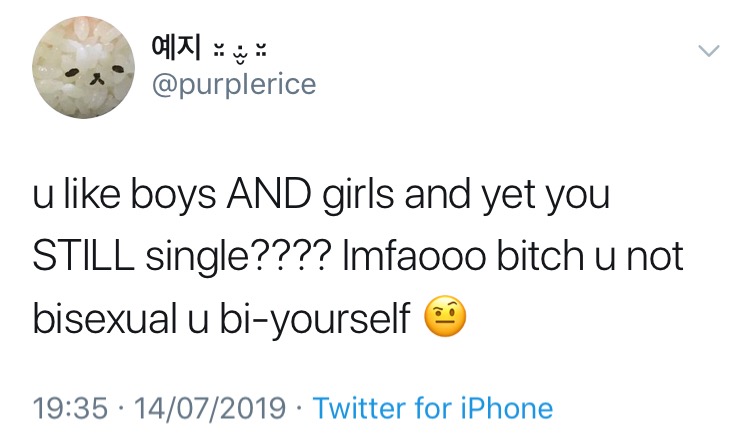 예지 ¨̮
@purplerice
u like boys AND girls and yet you
STILL single???? lmfaooo bitch u not
bisexual u bi-yourself 🤨
19:35 · 14/07/2019 · Twitter for iPhone